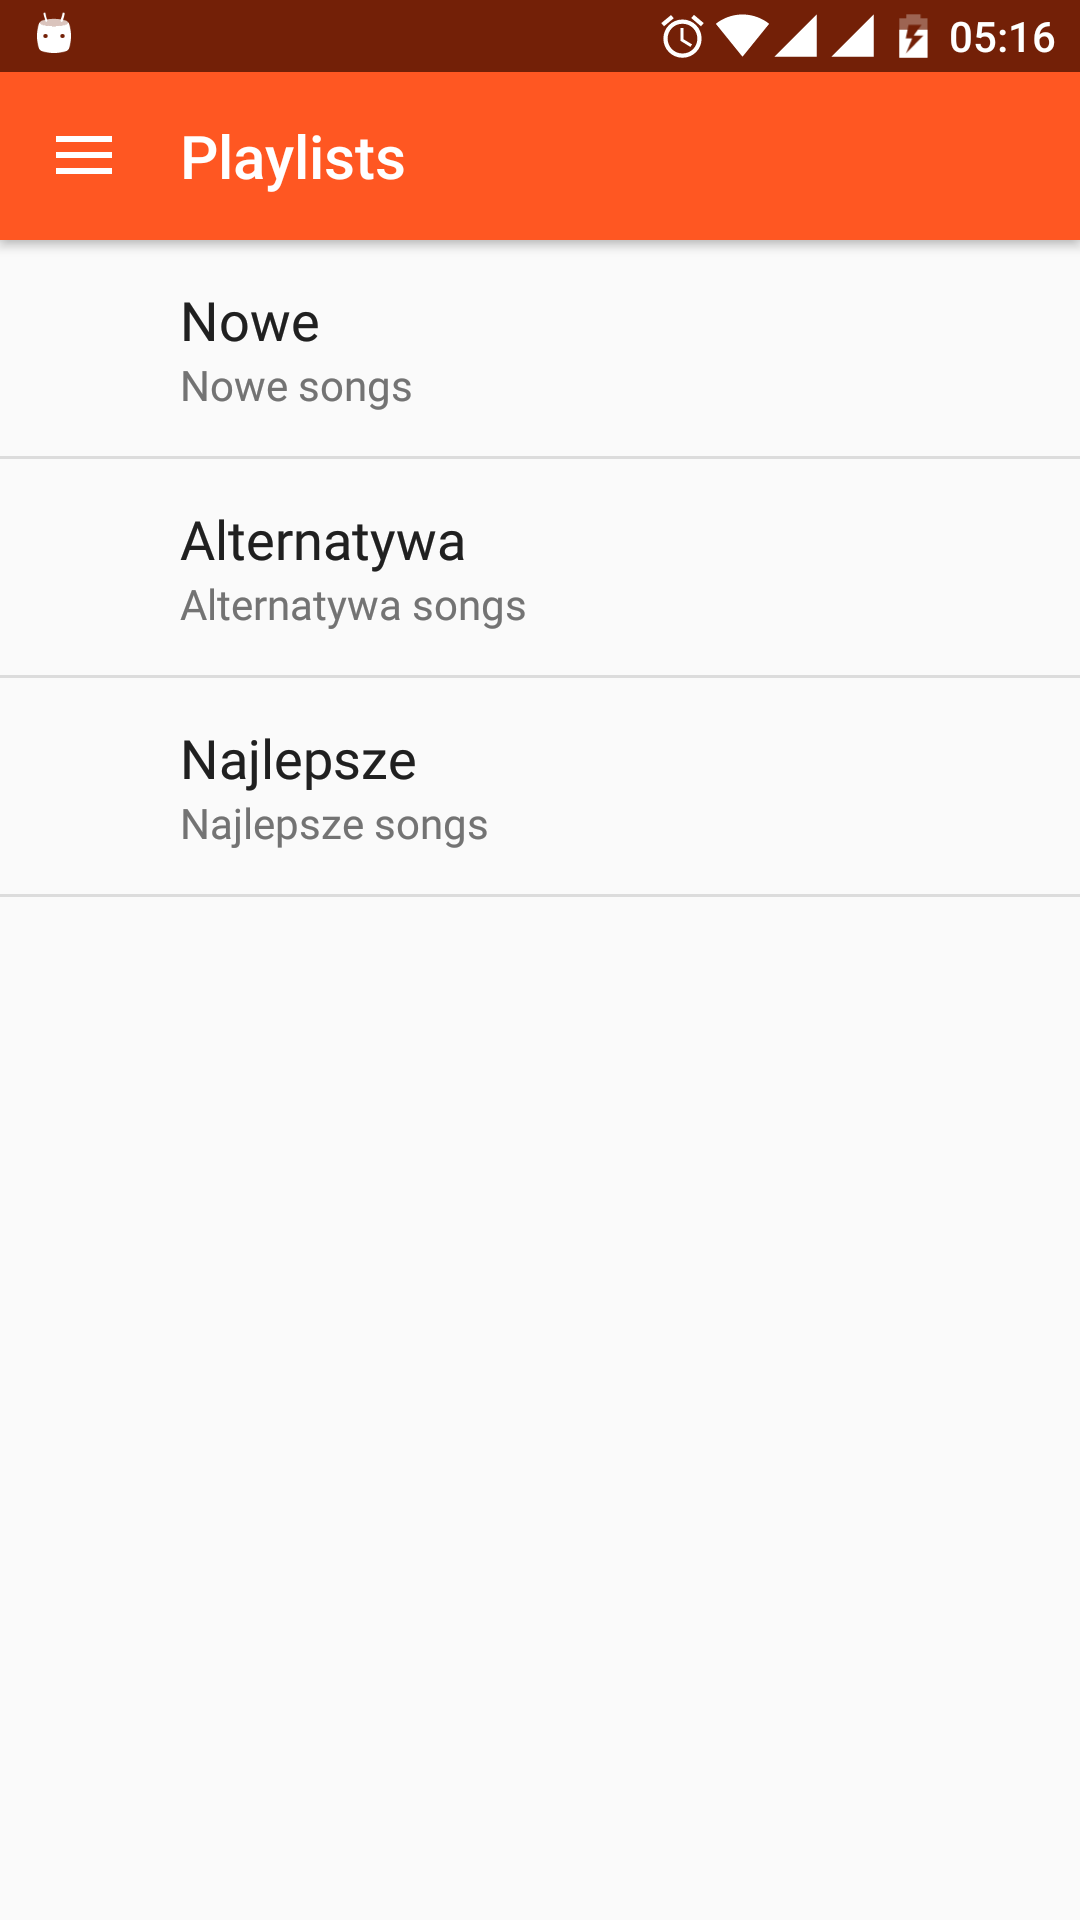 05:16
Playlists
Nowe
Nowe songs
Alternatywa
Alternatywa songs
Najlepsze
Najlepsze songs